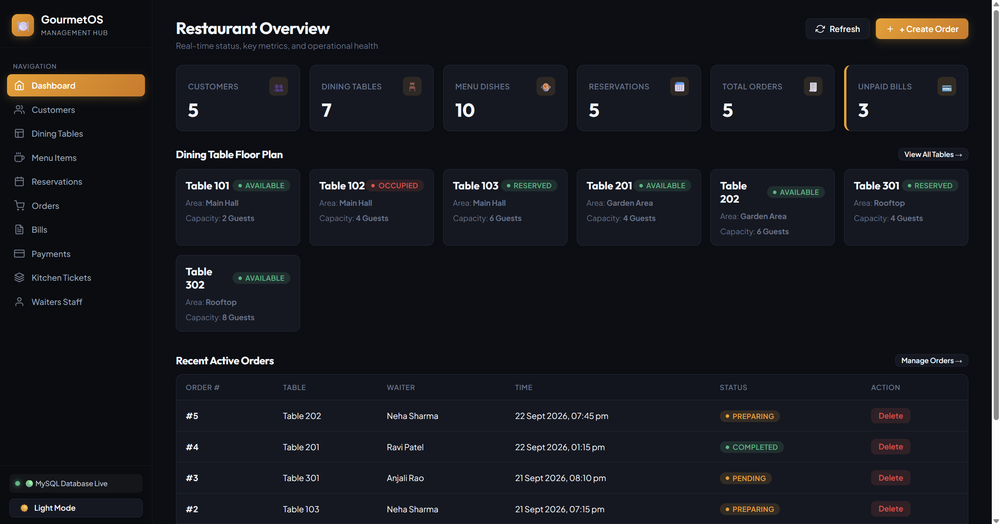 GourmetOS
MANAGEMENT HUB
NAVIGATION
Dashboard
Customers
Dining Tables
Menu Items
Reservations
Orders
Bills
Payments
Kitchen Tickets
Waiters Staff
MySQL Database Live
Light Mode
Restaurant Overview
Real-time status, key metrics, and operational health
Refresh
+ + Create Order
CUSTOMERS
5
DINING TABLES
7
MENU DISHES
10
RESERVATIONS
5
TOTAL ORDERS
5
UNPAID BILLS
3
Dining Table Floor Plan
View All Tables →
Table 101 AVAILABLE
Area: Main Hall
Capacity: 2 Guests
Table 102 OCCUPIED
Area: Main Hall
Capacity: 4 Guests
Table 103 RESERVED
Area: Main Hall
Capacity: 6 Guests
Table 201 AVAILABLE
Area: Garden Area
Capacity: 4 Guests
Table
202
AVAILABLE
Area: Garden Area
Capacity: 6 Guests
Table 301 RESERVED
Area: Rooftop
Capacity: 4 Guests
Table
302
AVAILABLE
Area: Rooftop
Capacity: 8 Guests
Recent Active Orders
Manage Orders →
ORDER # TABLE WAITER TIME STATUS ACTION
#5 Table 202 Neha Sharma 22 Sept 2026, 07:45 pm PREPARING Delete
#4 Table 201 Ravi Patel 22 Sept 2026, 01:15 pm COMPLETED Delete
#3 Table 301 Anjali Rao 21 Sept 2026, 08:10 pm PENDING Delete
#2 Table 103 Neha Sharma 21 Sept 2026, 07:15 pm PREPARING Delete